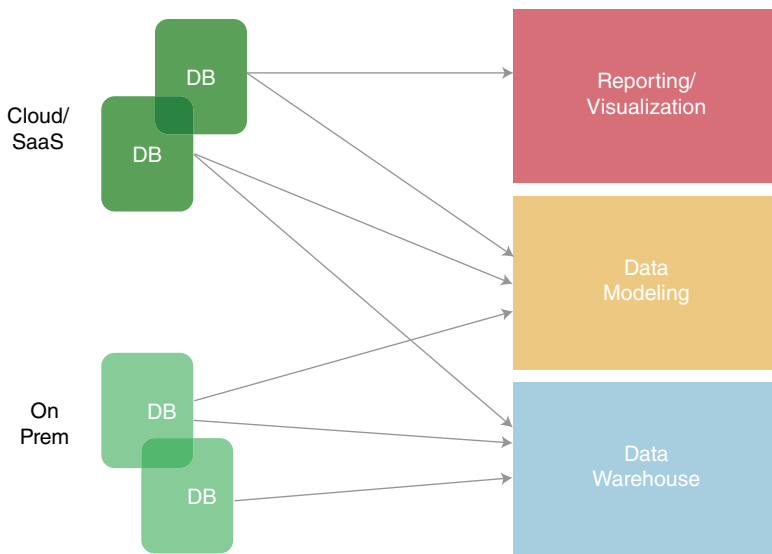 Cloud/
SaaS
DB
DB
Reporting/
Visualization
Data
Modeling
On
Prem
DB
DB
Data
Warehouse